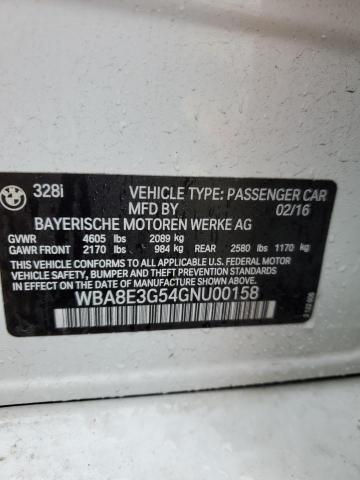 328i VEHICLE TYPE: PASSENGER CAR
MFD BY 02/16
BAYERISCHE MOTOREN WERKE AG
GVWR 4605 lbs 2089 kg
GAWR FRONT 2170 lbs 984 kg REAR 2580 lbs 1170 kg
THIS VEHICLE CONFORMS TO ALL APPLICABLE FEDERAL MOTOR
VEHICLE SAFETY, BUMPER AND THEFT PREVENTION STANDARDS
IN EFFECT ON THE DATE OF MANUFACTURE SHOWN ABOVE.
WBA8E3G54GNU00158